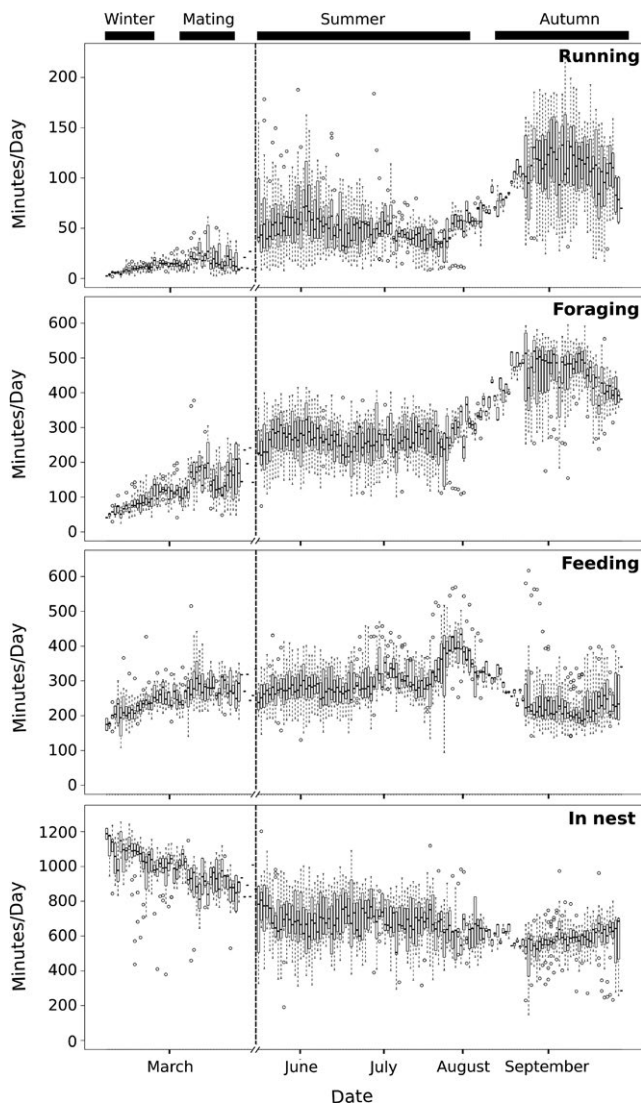 Winter Mating Summer Autumn
Running
Minutes/Day
200
150
100
50
0
Foraging
Minutes/Day
600
500
400
300
200
100
0
Feeding
Minutes/Day
600
500
400
300
200
100
0
In nest
Minutes/Day
1200
1000
800
600
400
200
0
March June July August September
Date